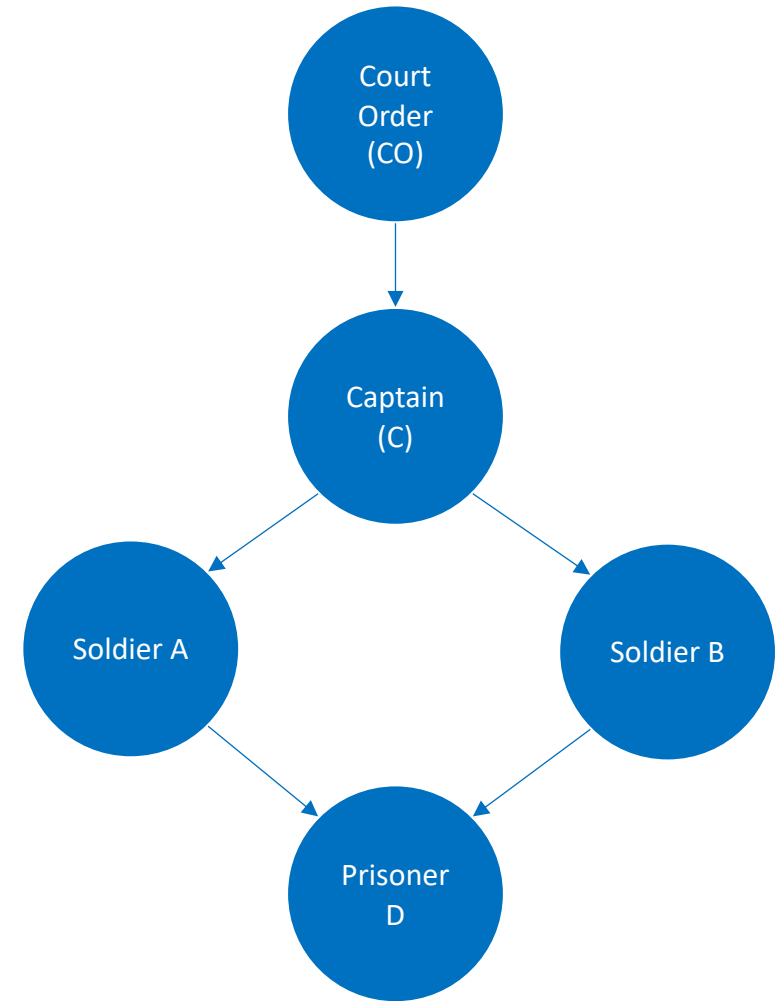 Court
Order
(CO)
Captain
(C)
Soldier A
Soldier B
Prisoner
D